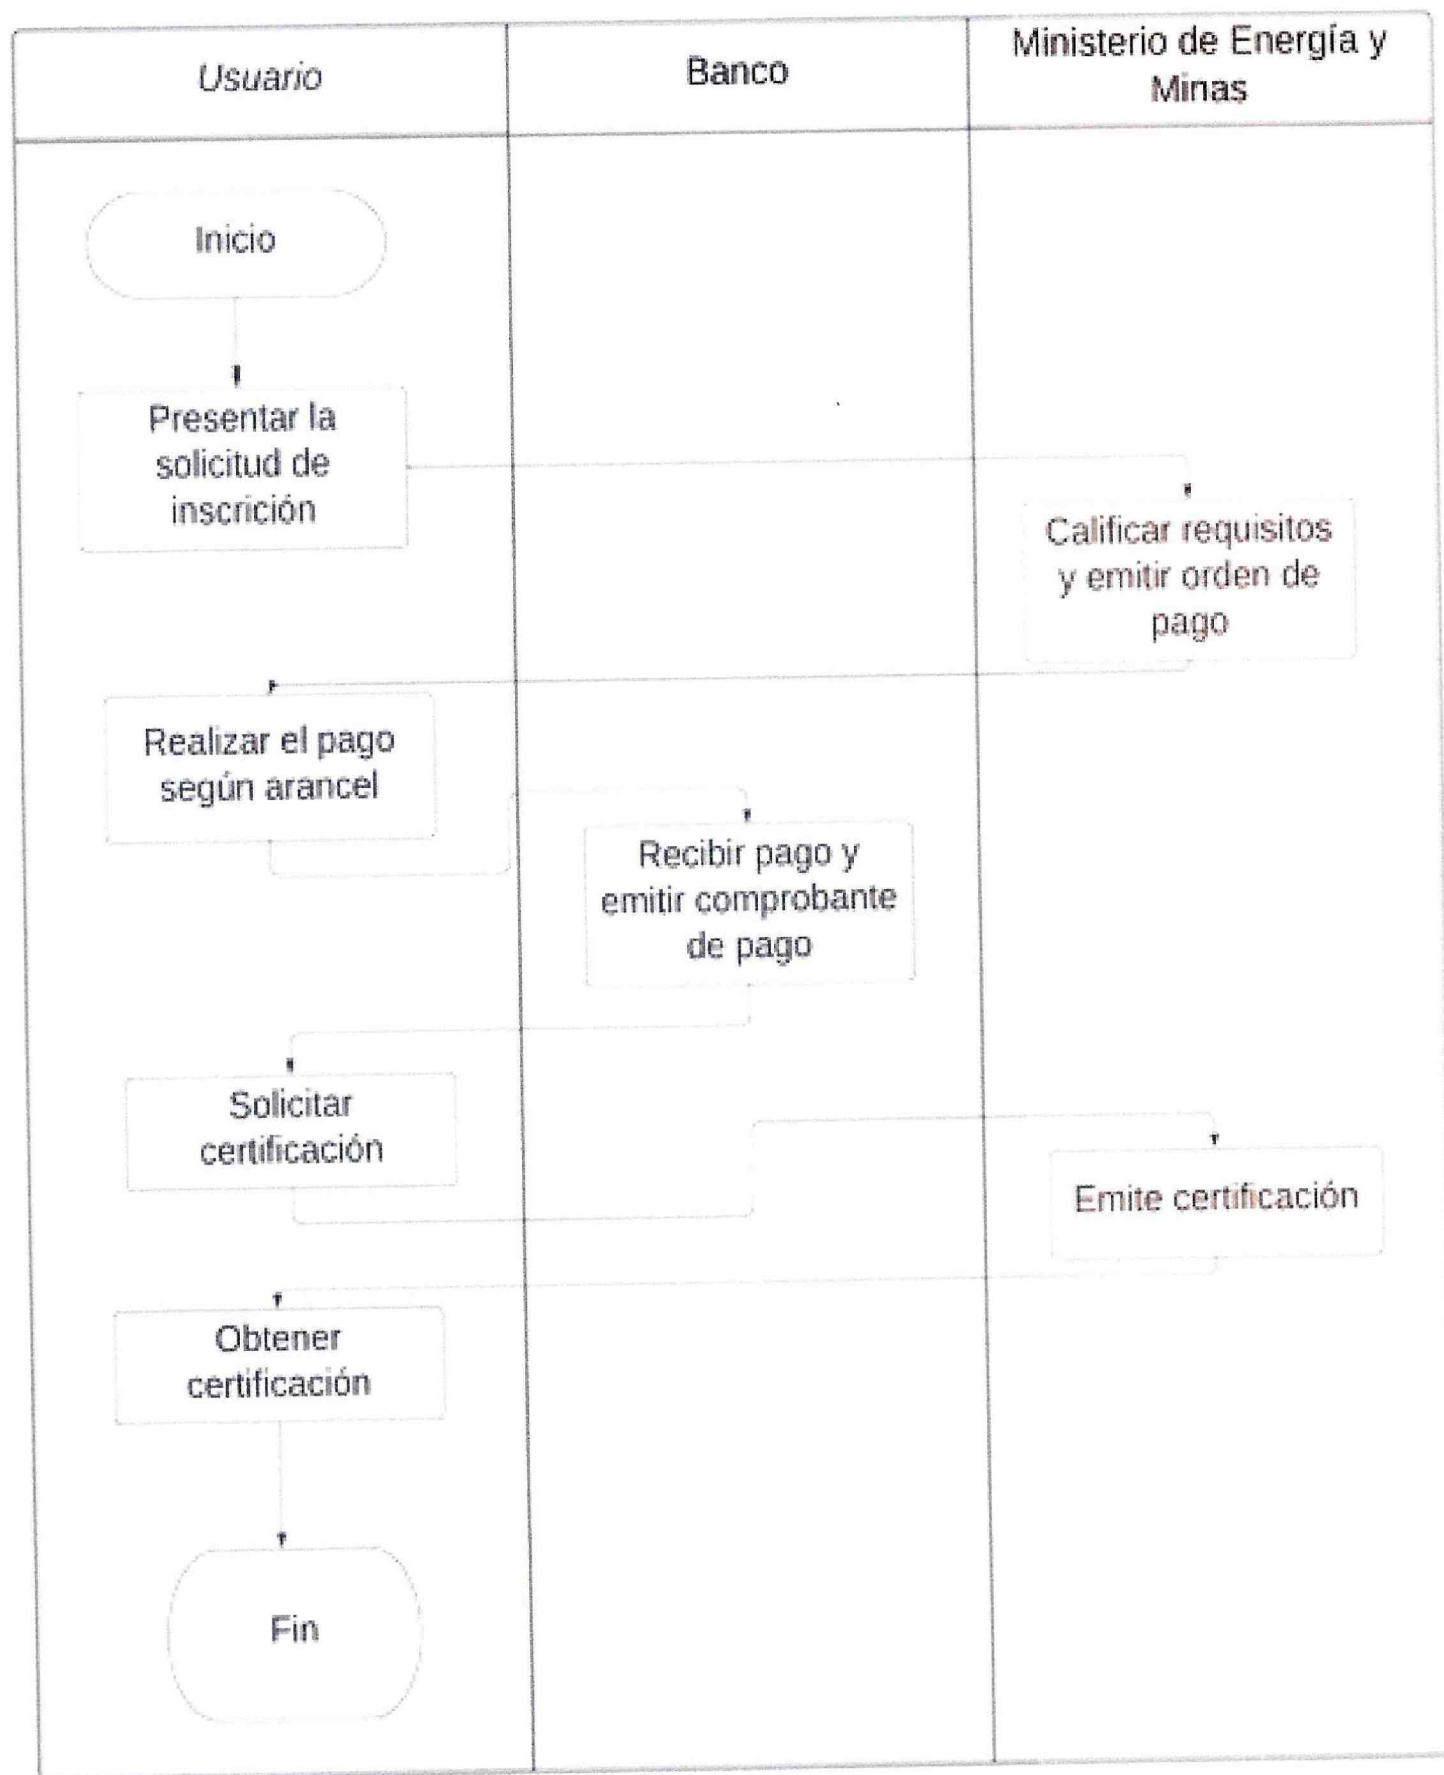 Usuario
Banco
Ministerio de Energía y
Minas
Inicio
Presentar la
solicitud de
inscrición
Calificar requisitos
y emitir orden de
pago
Realizar el pago
según arancel
Recibir pago y
emitir comprobante
de pago
Solicitar
certificación
Emite certificación
Obtener
certificación
Fin